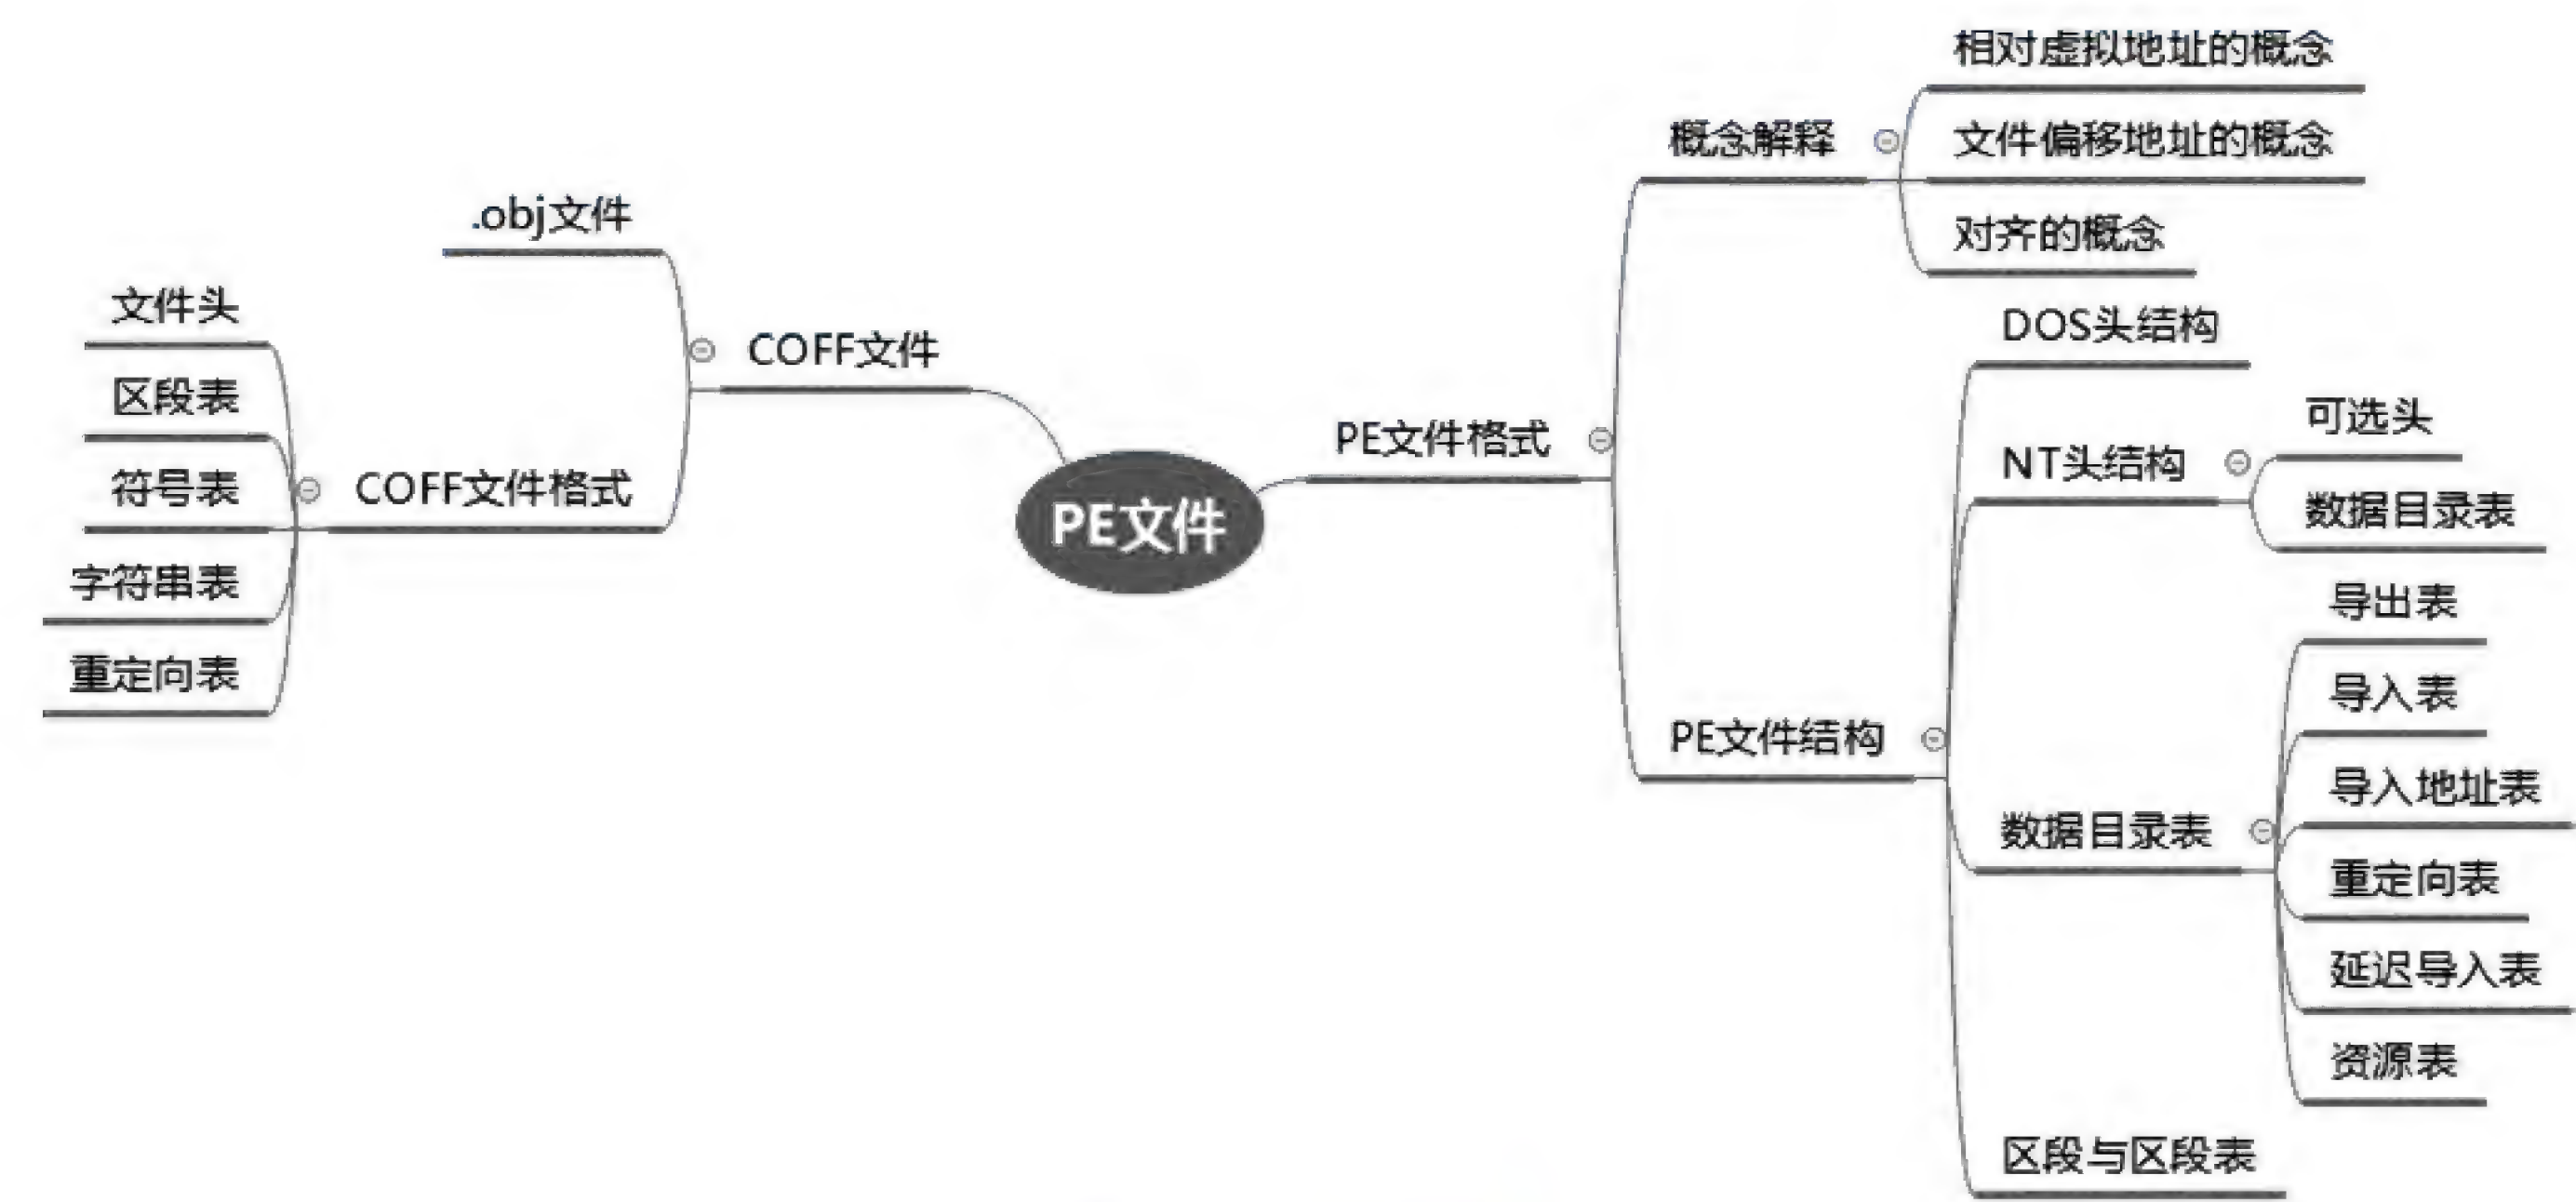 PE文件
COFF文件
.obj文件
COFF文件格式
文件头
区段表
符号表
字符串表
重定向表
PE文件格式
概念解释
相对虚拟地址的概念
文件偏移地址的概念
对齐的概念
PE文件结构
DOS头结构
NT头结构
可选头
数据目录表
数据目录表
导出表
导入表
导入地址表
重定向表
延迟导入表
资源表
区段与区段表